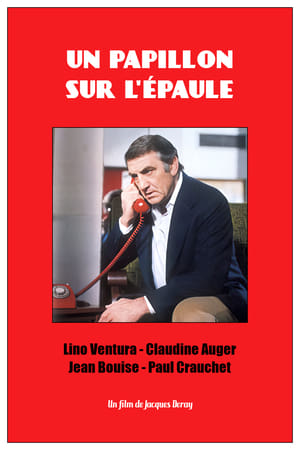 UN PAPILLON
SUR L'ÉPAULE
Lino Ventura - Claudine Auger
Jean Bouise - Paul Crauchet
Un film de Jacques Deray